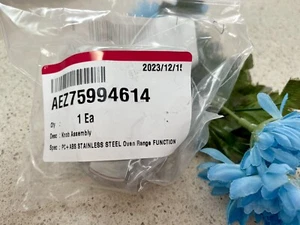 2023/12/15
AEZ75994614
Qty : 1 Ea
Desc : Knob Assembly
Spec : PC+ABS STAINLESS STEEL Oven Range FUNCTION